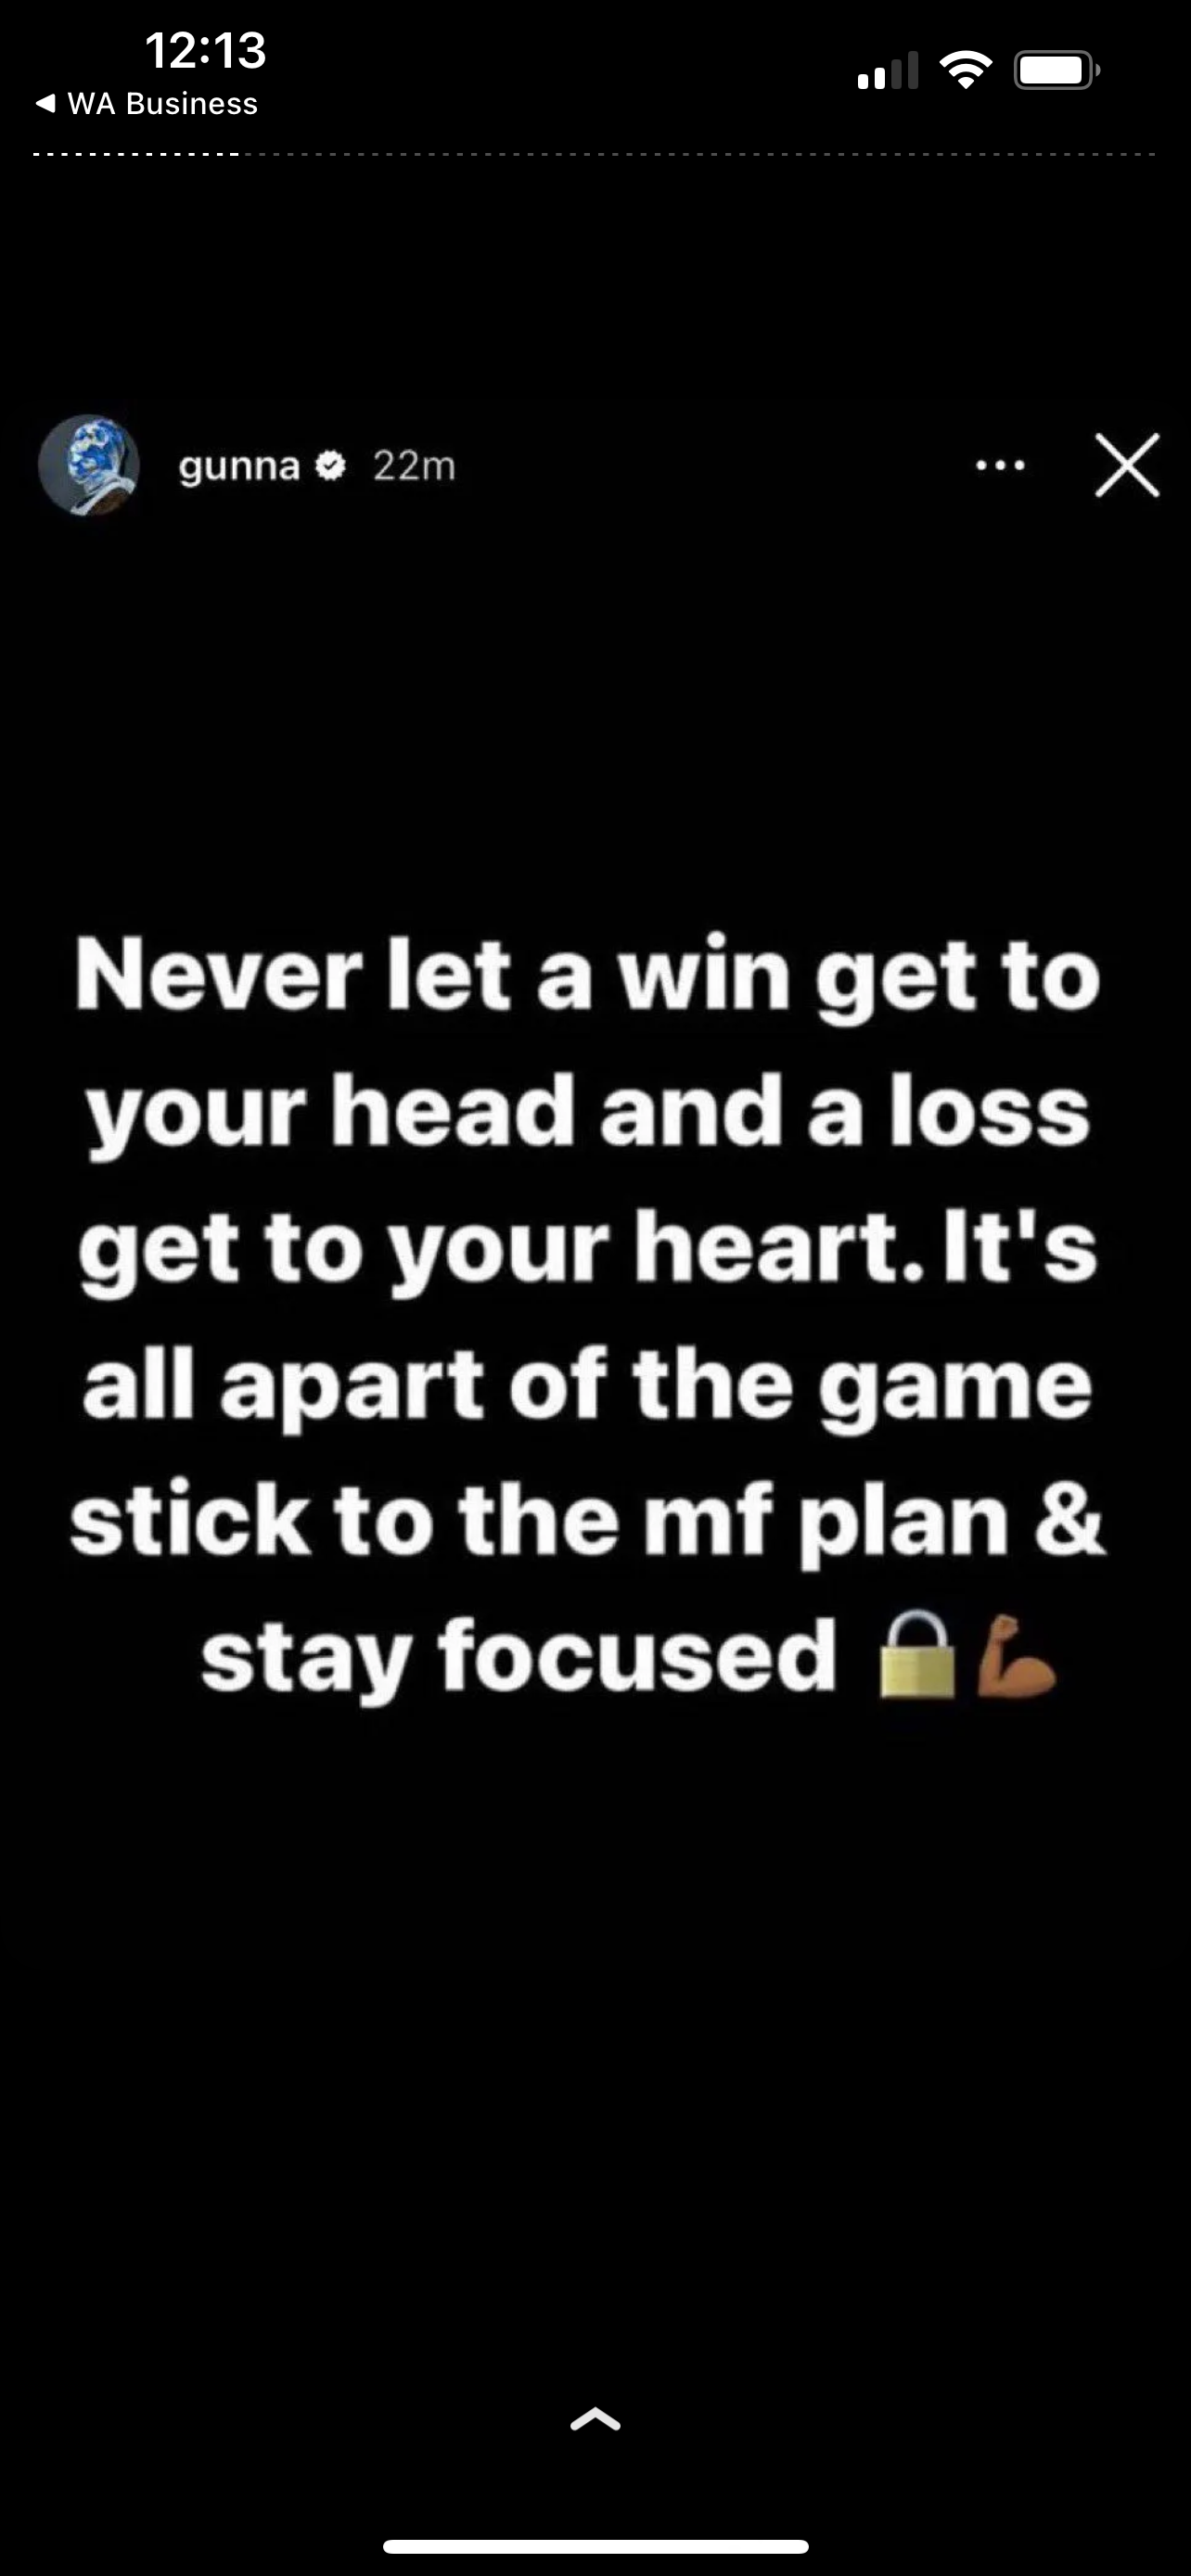 12:13
◀ WA Business
gunna 22m
Never let a win get to
your head and a loss
get to your heart. It's
all apart of the game
stick to the mf plan &
stay focused 🔒💪🏾